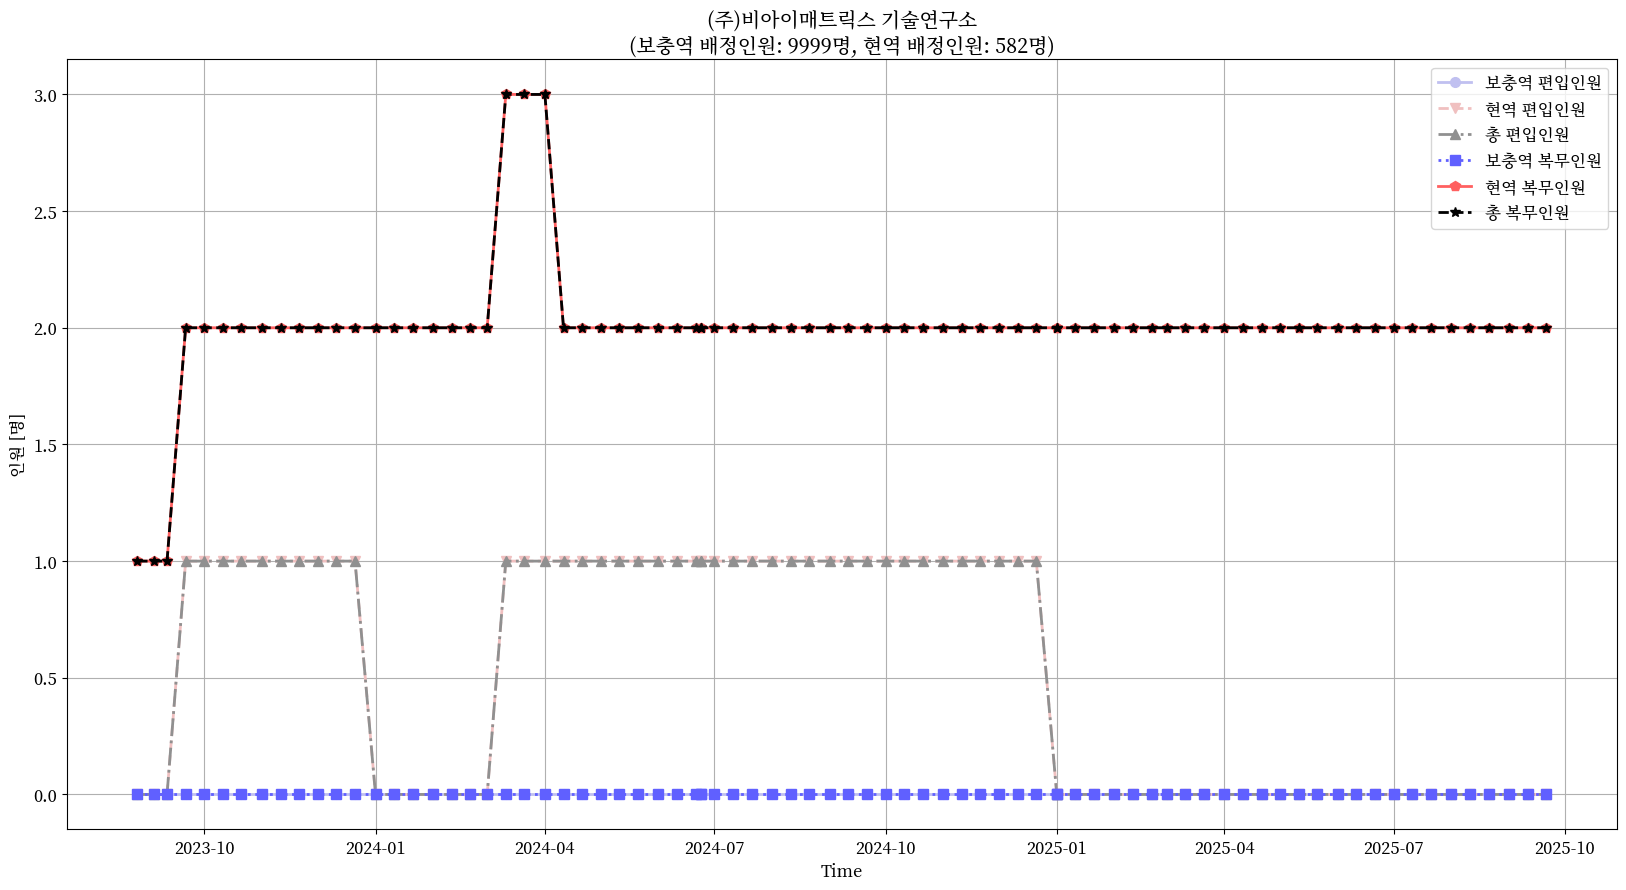 (주)비아이매트릭스 기술연구소
(보충역 배정인원: 9999명, 현역 배정인원: 582명)
보충역 편입인원
현역 편입인원
총 편입인원
보충역 복무인원
현역 복무인원
총 복무인원
인원 [명]
3.0
2.5
2.0
1.5
1.0
0.5
0.0
2023-10
2024-01
2024-04
2024-07
2024-10
2025-01
2025-04
2025-07
2025-10
Time